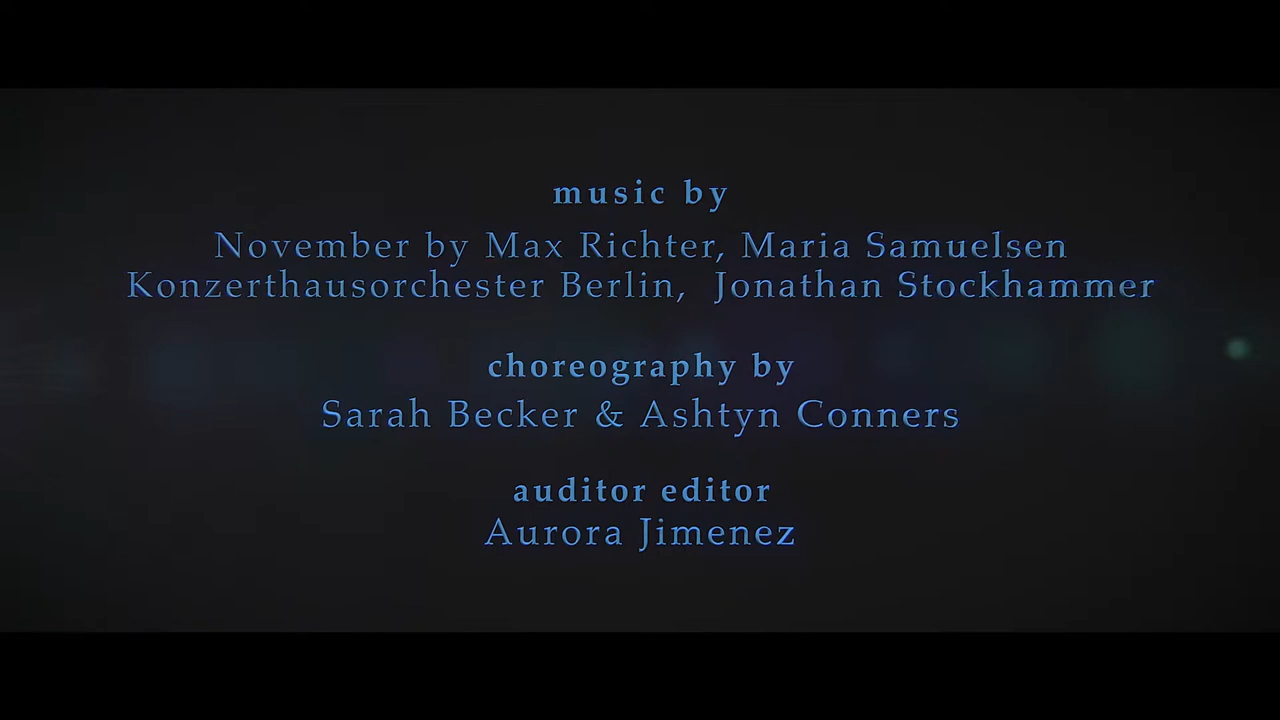 music by
November by Max Richter, Maria Samuelsen
Konzerthausorchester Berlin, Jonathan Stockhammer
choreography by
Sarah Becker & Ashtyn Conners
auditor editor
Aurora Jimenez